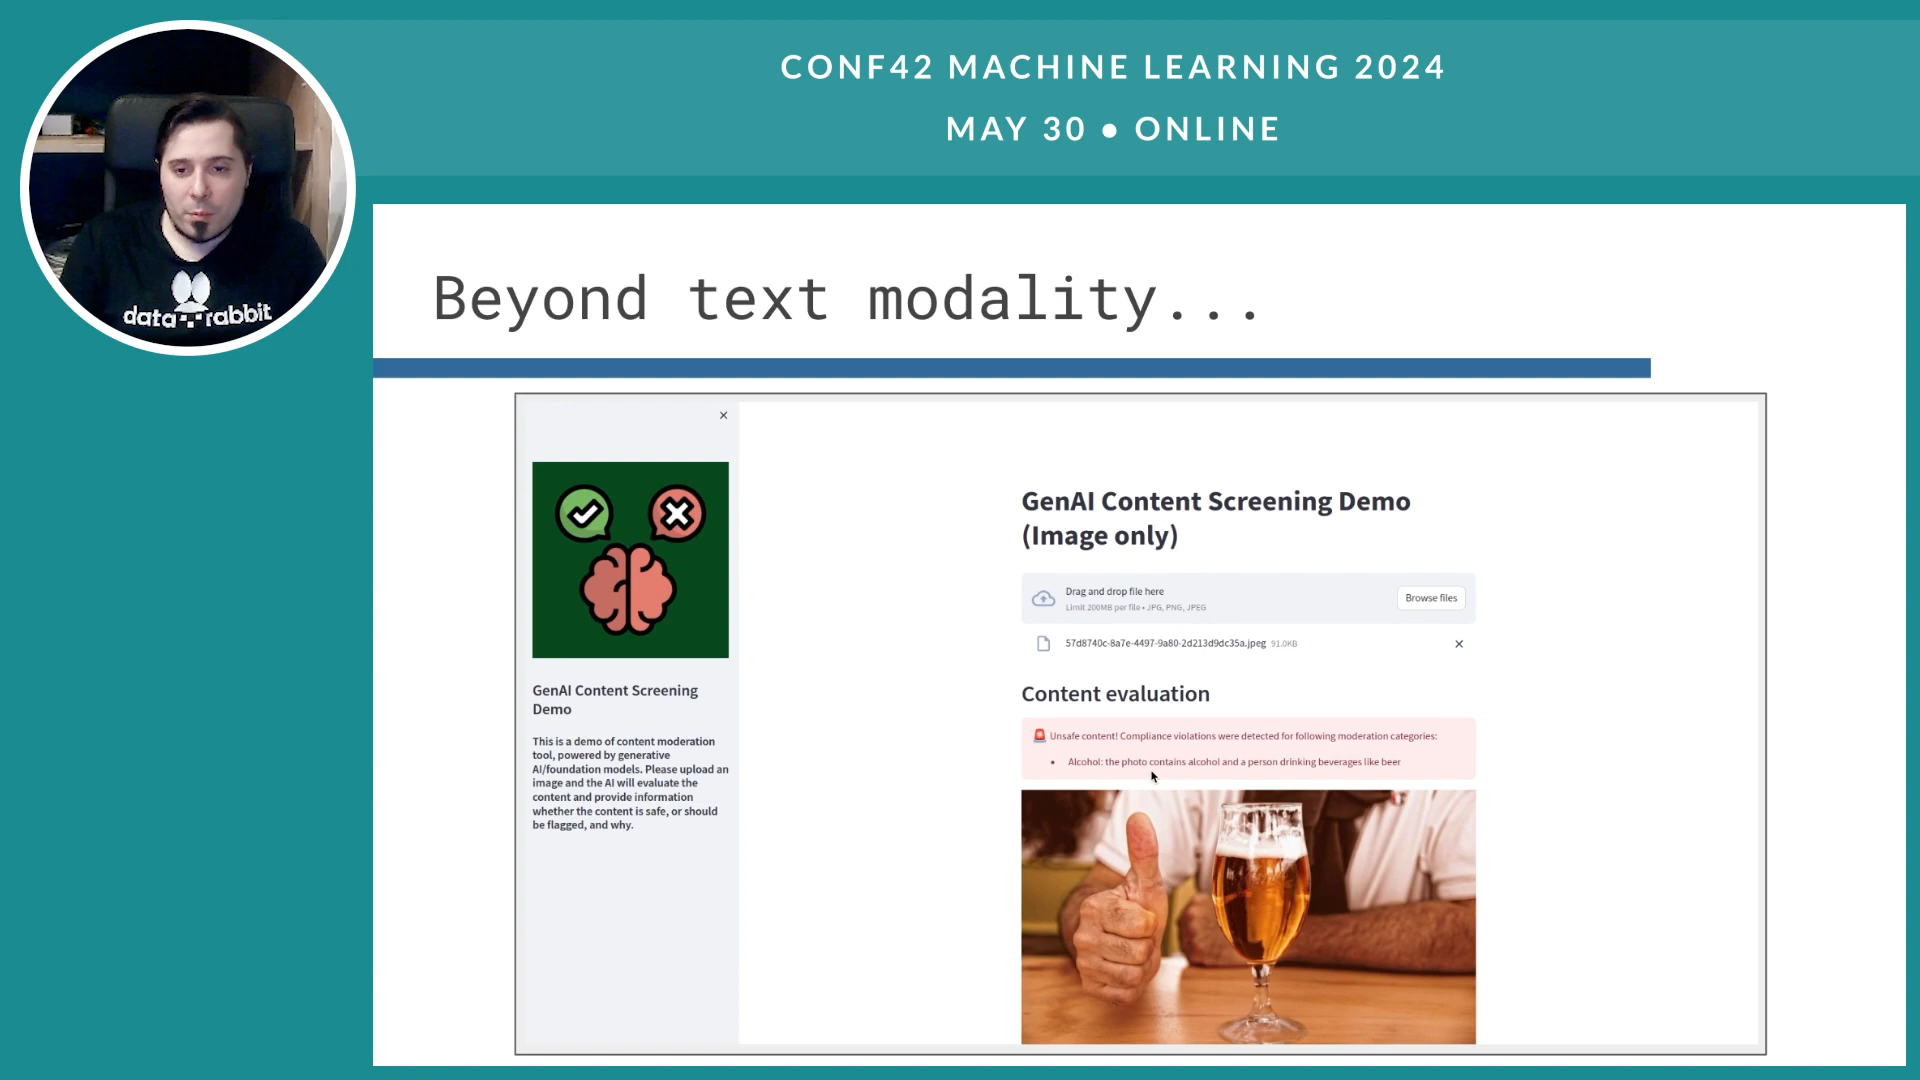 CONF42 MACHINE LEARNING 2024
MAY 30 • ONLINE
data rabbit
Beyond text modality...
×
GenAI Content Screening
Demo
This is a demo of content moderation
tool, powered by generative
AI/foundation models. Please upload an
image and the AI will evaluate the
content and provide information
whether the content is safe, or should
be flagged, and why.
GenAI Content Screening Demo
(Image only)
Drag and drop file here
Limit 200MB per file • JPG, PNG, JPEG
Browse files
57d8740c-8a7e-4497-9a80-2d213d9dc35a.jpeg 91.0KB
×
Content evaluation
🚨 Unsafe content! Compliance violations were detected for following moderation categories:
• Alcohol: the photo contains alcohol and a person drinking beverages like beer